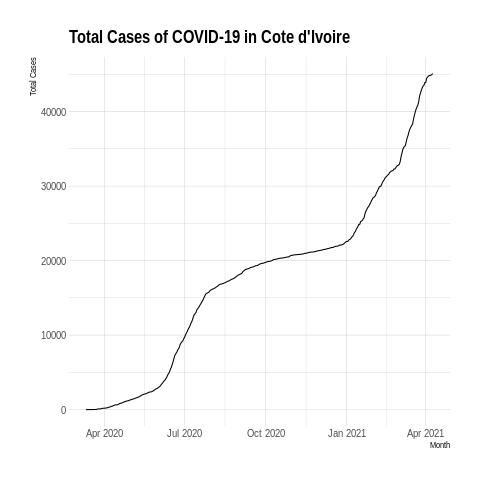 Total Cases of COVID-19 in Cote d'Ivoire
Total Cases
40000
30000
20000
10000
0
Apr 2020 Jul 2020 Oct 2020 Jan 2021 Apr 2021
Month